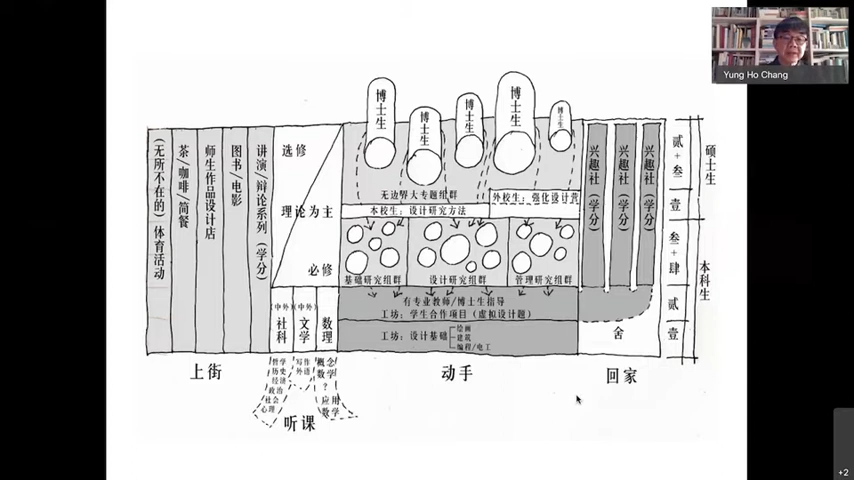 Yung Ho Chang
博士生
博士生
博士生
博士生
博士生
(无所不在的) 体育活动
茶/咖啡/简餐
师生作品设计店
图书/电影
讲演/辩论系列 (学分)
选修
理论为主
必修
(中外) 社科
(中外) 文学
数理
无边界大专题组群
本校生：设计研究方法
外校生：强化设计营
基础研究组群
设计研究组群
管理研究组群
有专业教师/博士生指导
工坊：学生合作项目 (虚拟设计题)
工坊：设计基础
绘画
建筑
编程/电工
兴趣社 (学分)
兴趣社 (学分)
兴趣社 (学分)
舍
贰+叁
壹
叁+肆
贰
壹
硕士生
本科生
哲学
历史
经济
政治
社会
心理
写作
外语
概念
数学
?
应用
数学
上街
听课
动手
回家
+2